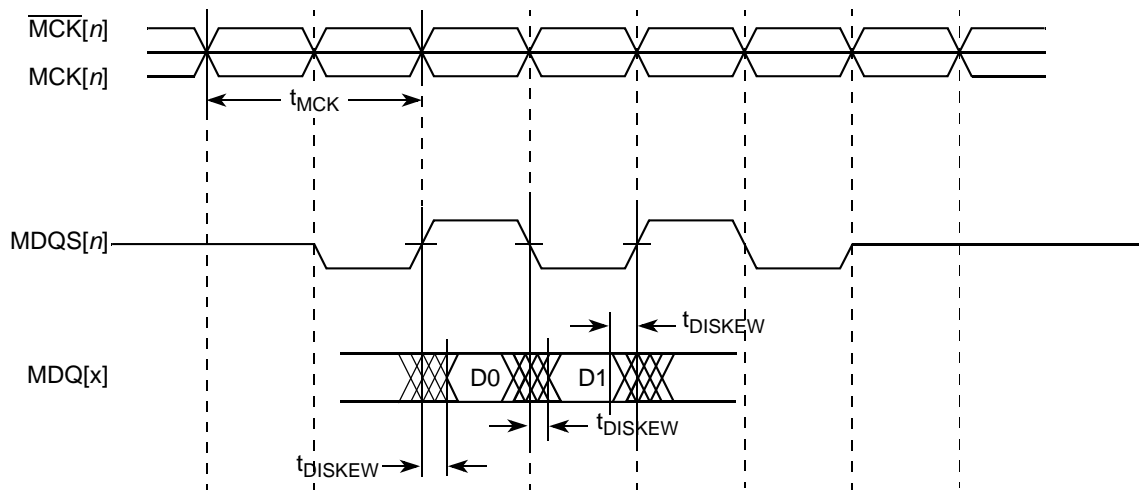 MCK[n]
MCK[n]
tMCK
MDQS[n]
tDISKEW
MDQ[x]
D0
D1
tDISKEW
tDISKEW